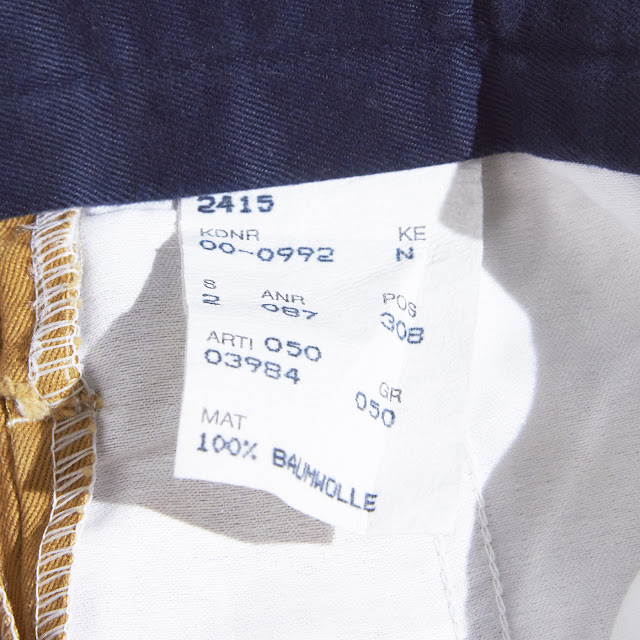 2415
KDNR KE
00-0992 N
S ANR POS
2 087 308
ARTI 050
03984 GR
050
MAT
100% BAUMWOLLE